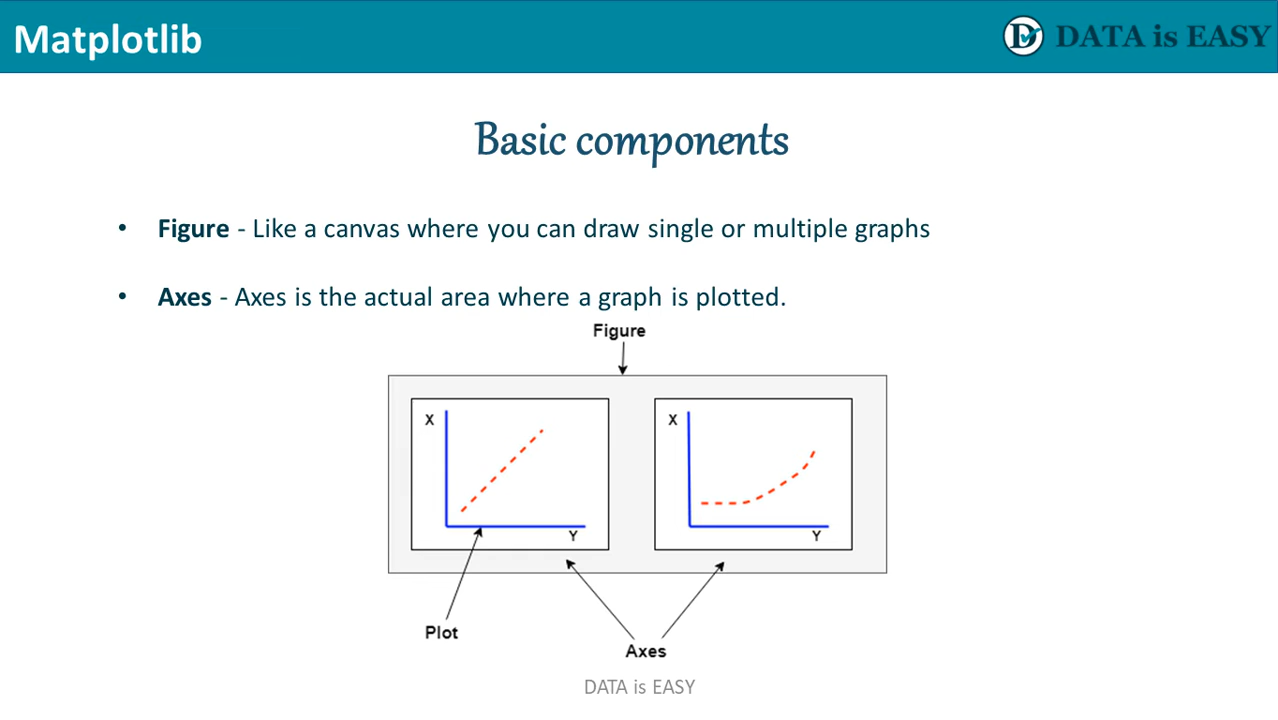 Matplotlib
DATA is EASY
Basic components
• Figure - Like a canvas where you can draw single or multiple graphs
• Axes - Axes is the actual area where a graph is plotted.
Figure
X
X
Y
Y
Plot
Axes
DATA is EASY